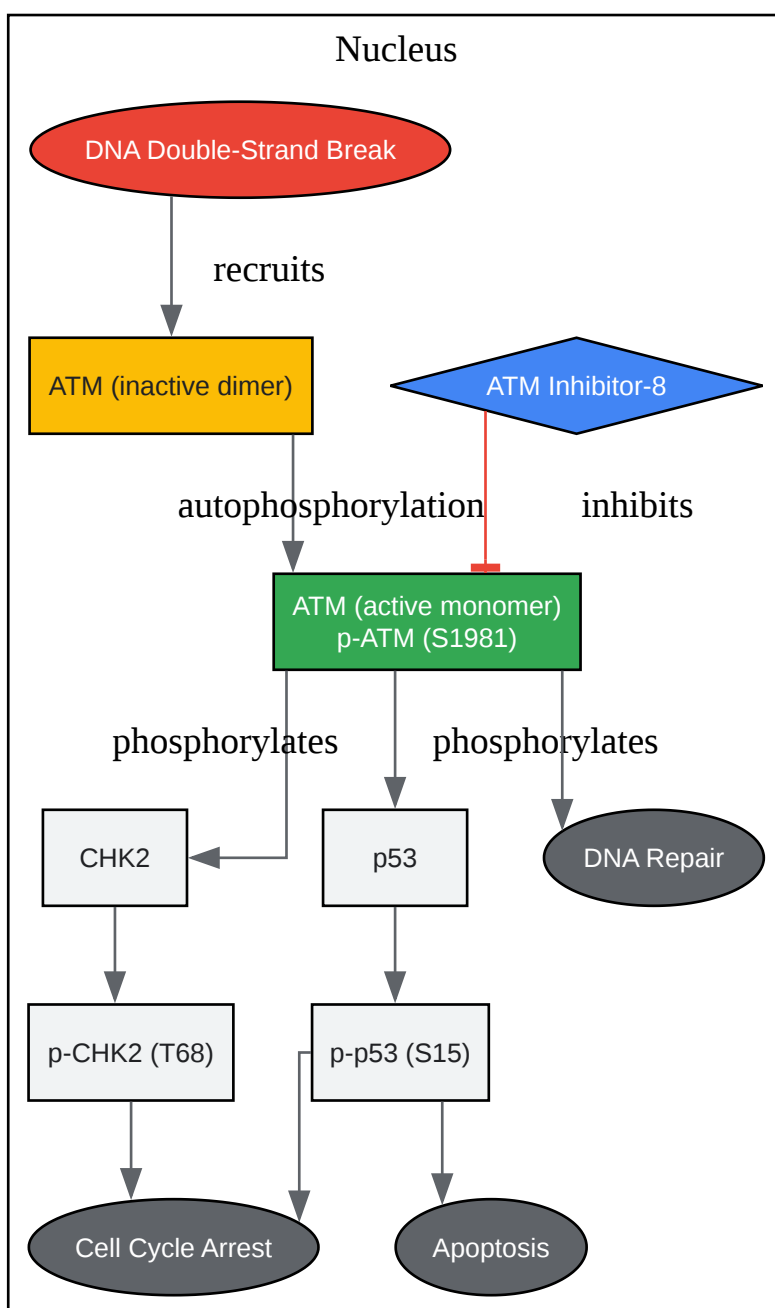 Nucleus
DNA Double-Strand Break
recruits
ATM (inactive dimer)
ATM Inhibitor-8
autophosphorylation
inhibits
ATM (active monomer)
p-ATM (S1981)
phosphorylates
phosphorylates
CHK2
p53
DNA Repair
p-CHK2 (T68)
p-p53 (S15)
Cell Cycle Arrest
Apoptosis